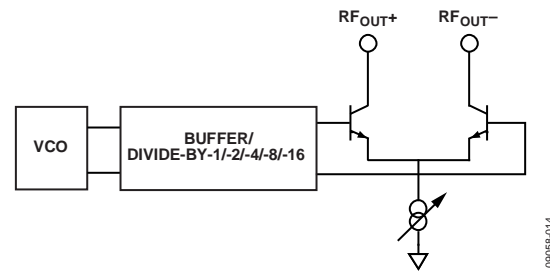 RFOUT+ RFOUT–
VCO
BUFFER/
DIVIDE-BY-1/-2/-4/-8/-16
09058-014